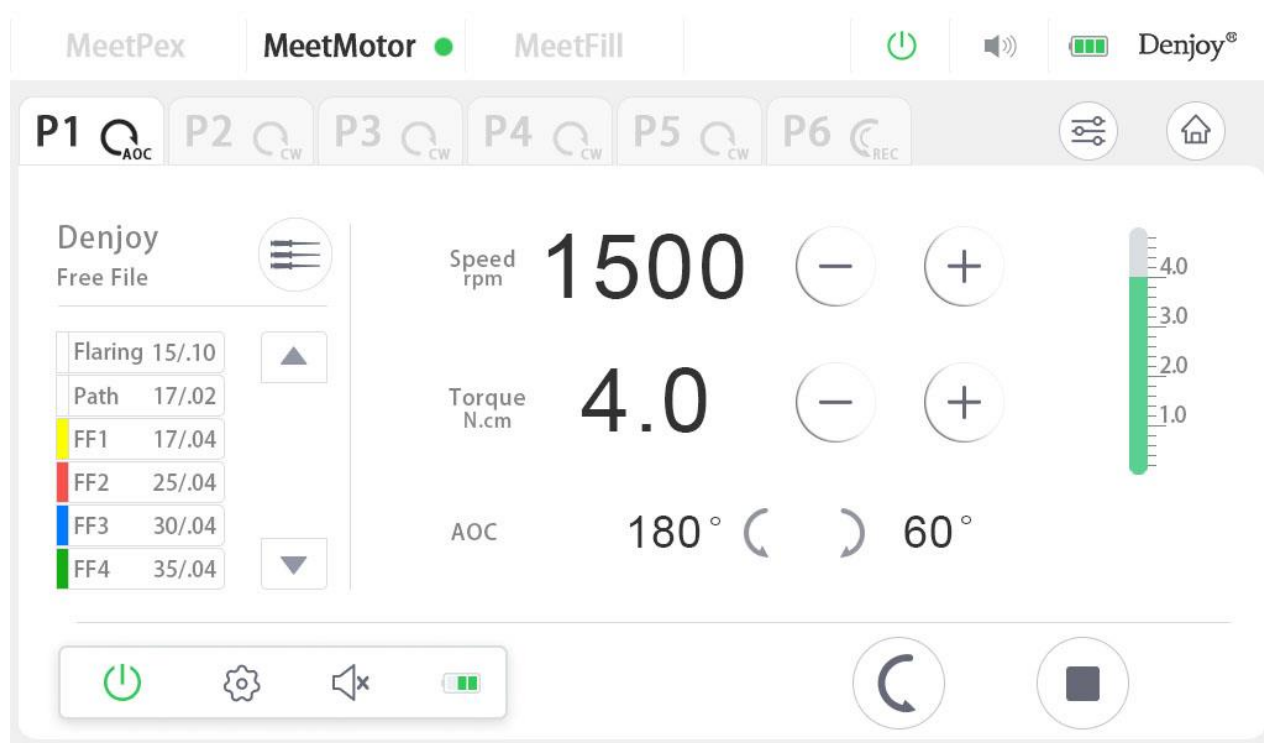 MeetPex MeetMotor MeetFill Denjoy®
P1 AOC P2 CW P3 CW P4 CW P5 CW P6 REC
Denjoy
Free File
Flaring 15/.10
Path 17/.02
FF1 17/.04
FF2 25/.04
FF3 30/.04
FF4 35/.04
Speed
rpm
1500
Torque
N.cm
4.0
AOC 180° 60°
4.0
3.0
2.0
1.0